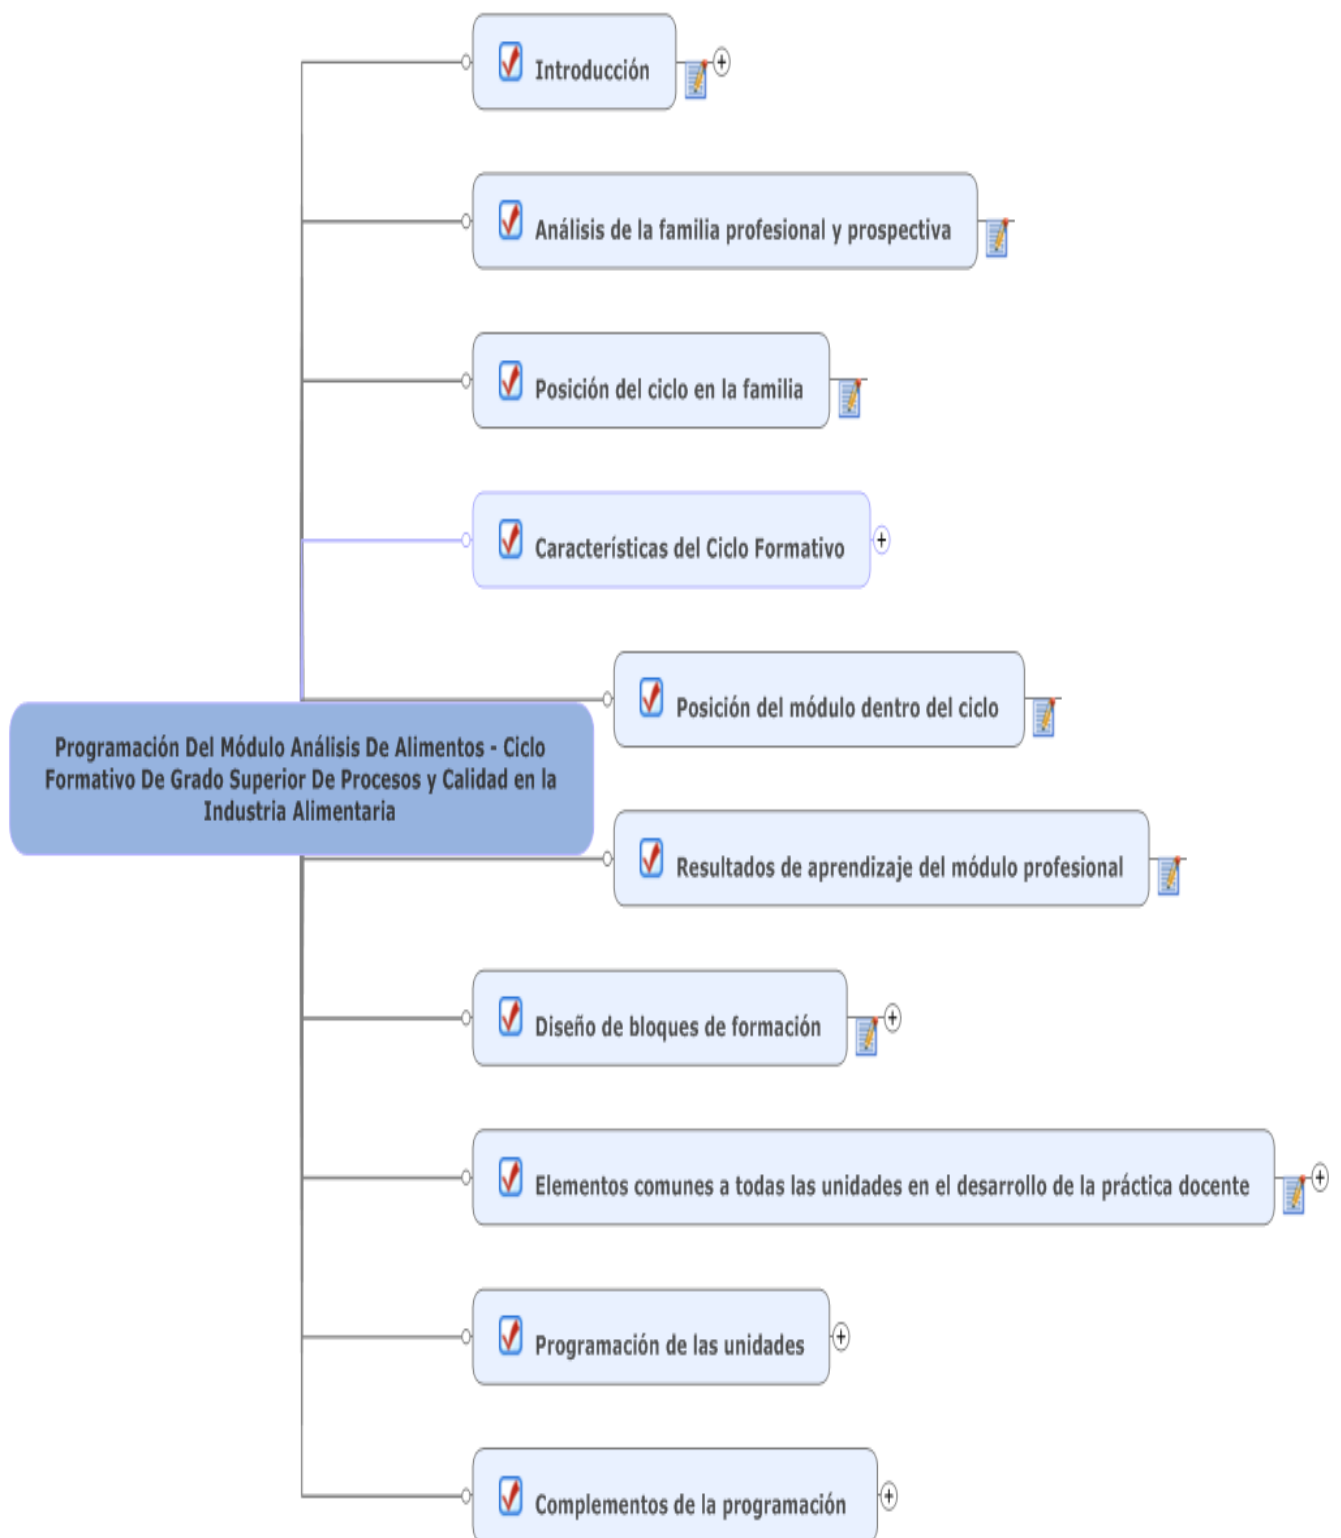 Introducción
Análisis de la familia profesional y prospectiva
Posición del ciclo en la familia
Características del Ciclo Formativo
Posición del módulo dentro del ciclo
Programación Del Módulo Análisis De Alimentos - Ciclo
Formativo De Grado Superior De Procesos y Calidad en la
Industria Alimentaria
Resultados de aprendizaje del módulo profesional
Diseño de bloques de formación
Elementos comunes a todas las unidades en el desarrollo de la práctica docente
Programación de las unidades
Complementos de la programación